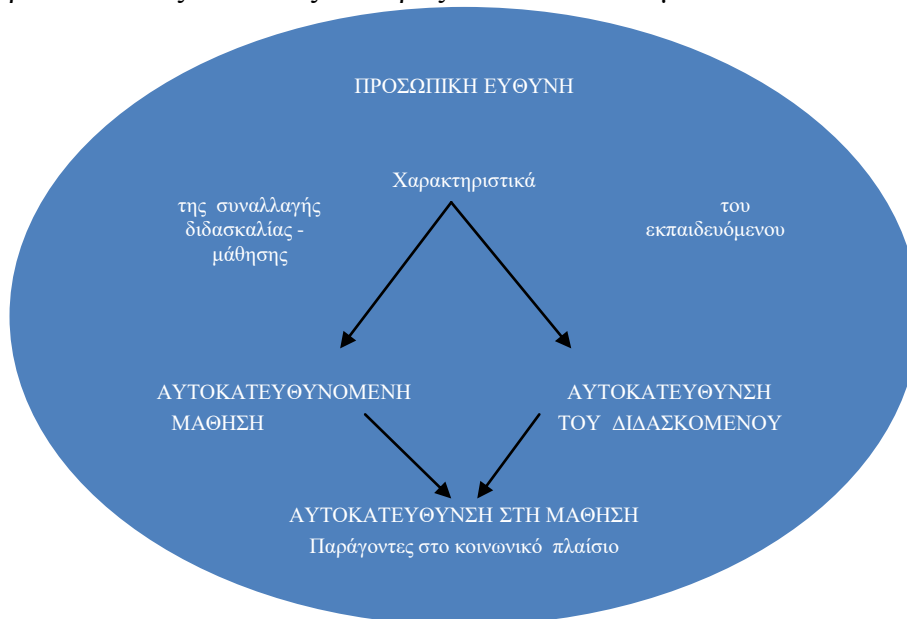 ΠΡΟΣΩΠΙΚΗ ΕΥΘΥΝΗ
Χαρακτηριστικά
της συναλλαγής
διδασκαλίας -
μάθησης
του
εκπαιδευόμενου
ΑΥΤΟΚΑΤΕΥΘΥΝΟΜΕΝΗ
ΜΑΘΗΣΗ
ΑΥΤΟΚΑΤΕΥΘΥΝΣΗ
ΤΟΥ ΔΙΔΑΣΚΟΜΕΝΟΥ
ΑΥΤΟΚΑΤΕΥΘΥΝΣΗ ΣΤΗ ΜΑΘΗΣΗ
Παράγοντες στο κοινωνικό πλαίσιο